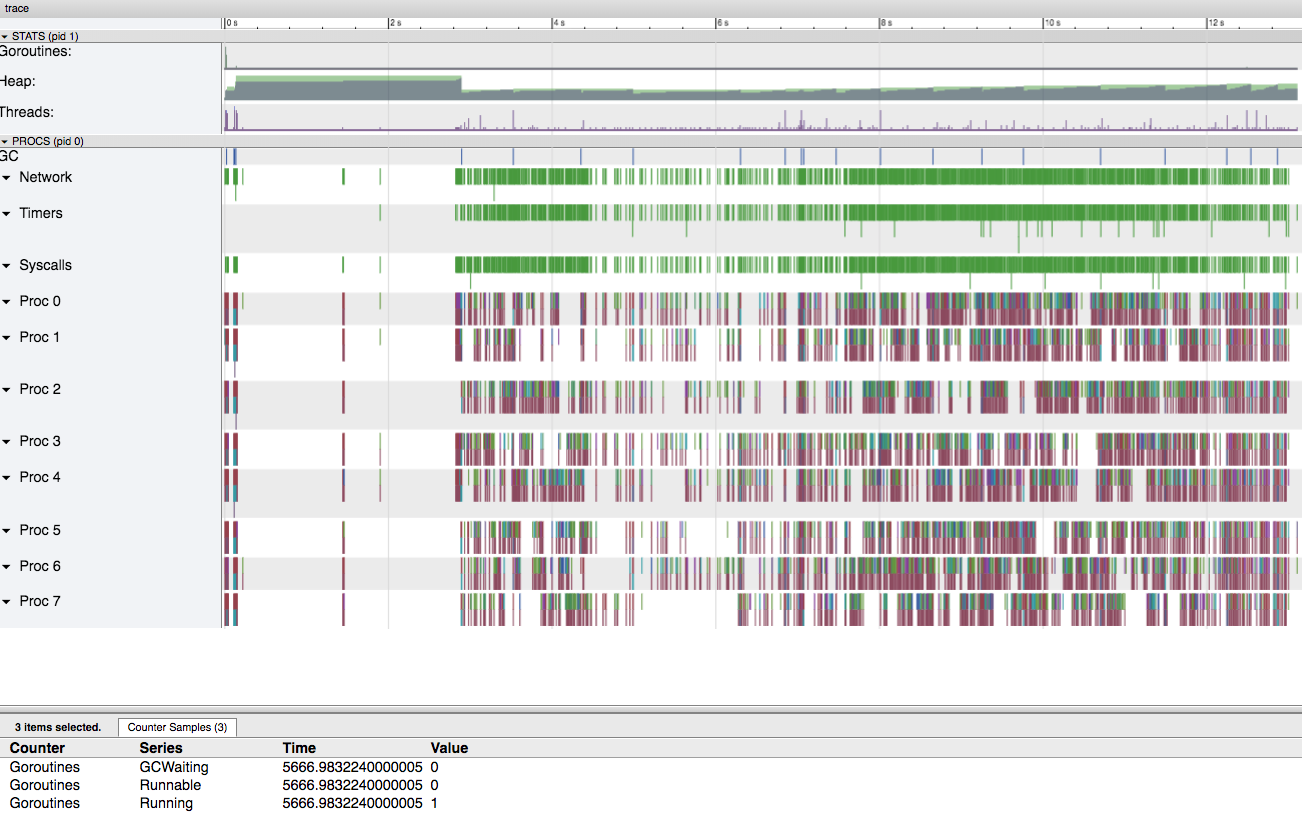 trace
0 s 2 s 4 s 6 s 8 s 10 s 12 s
STATS (pid 1)
Goroutines:
Heap:
Threads:
PROCS (pid 0)
GC
Network
Timers
Syscalls
Proc 0
Proc 1
Proc 2
Proc 3
Proc 4
Proc 5
Proc 6
Proc 7
3 items selected. Counter Samples (3)
Counter Series Time Value
Goroutines GCWaiting 5666.9832240000005 0
Goroutines Runnable 5666.9832240000005 0
Goroutines Running 5666.9832240000005 1